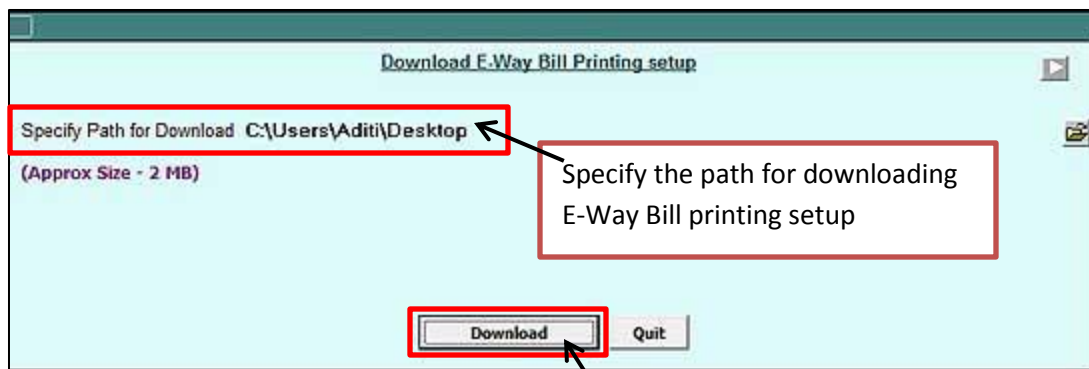 Download E-Way Bill Printing setup
Specify Path for Download C:\Users\Aditi\Desktop
(Approx Size - 2 MB)
Specify the path for downloading
E-Way Bill printing setup
Download Quit